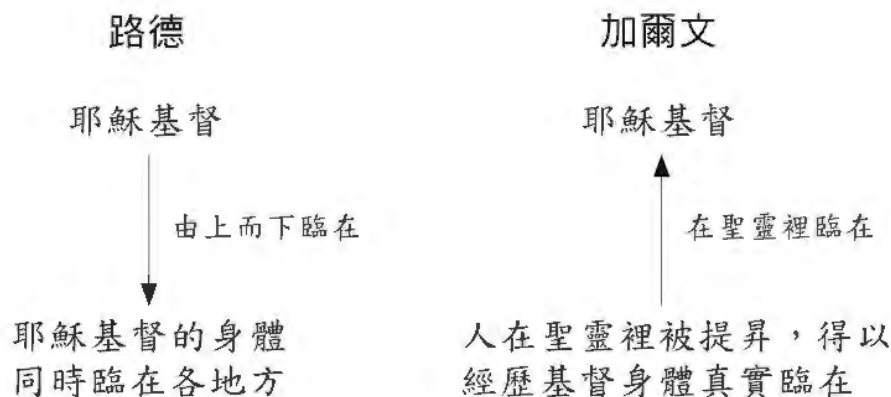 路德
耶穌基督
由上而下臨在
耶穌基督的身體
同時臨在各地方
加爾文
耶穌基督
在聖靈裡臨在
人在聖靈裡被提昇，得以
經歷基督身體真實臨在